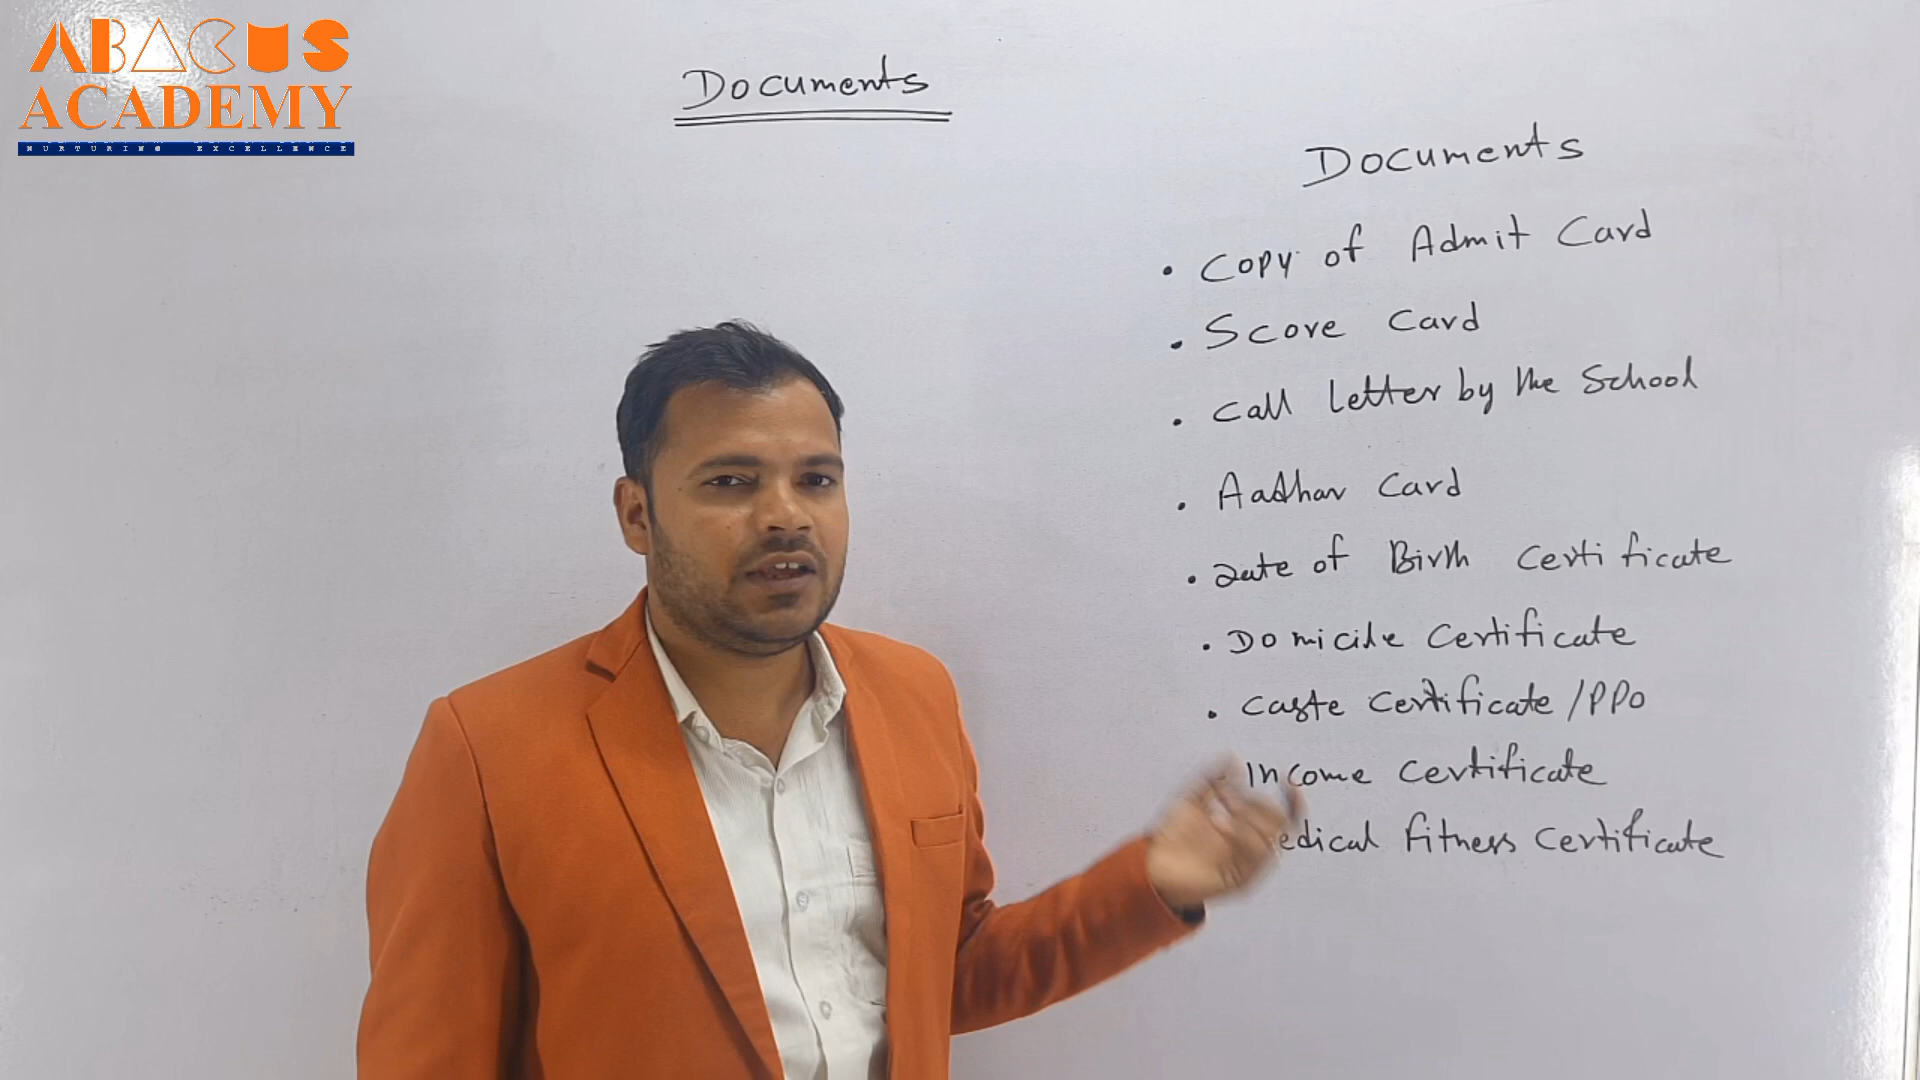 ABACUS
ACADEMY
NURTURING EXCELLENCE
Documents
Documents
• Copy of Admit Card
• Score Card
• Call Letter by the School
• Aadhar Card
• Date of Birth Certificate
• Domicile Certificate
• Caste Certificate / PPO
• Income Certificate
edical Fitness Certificate